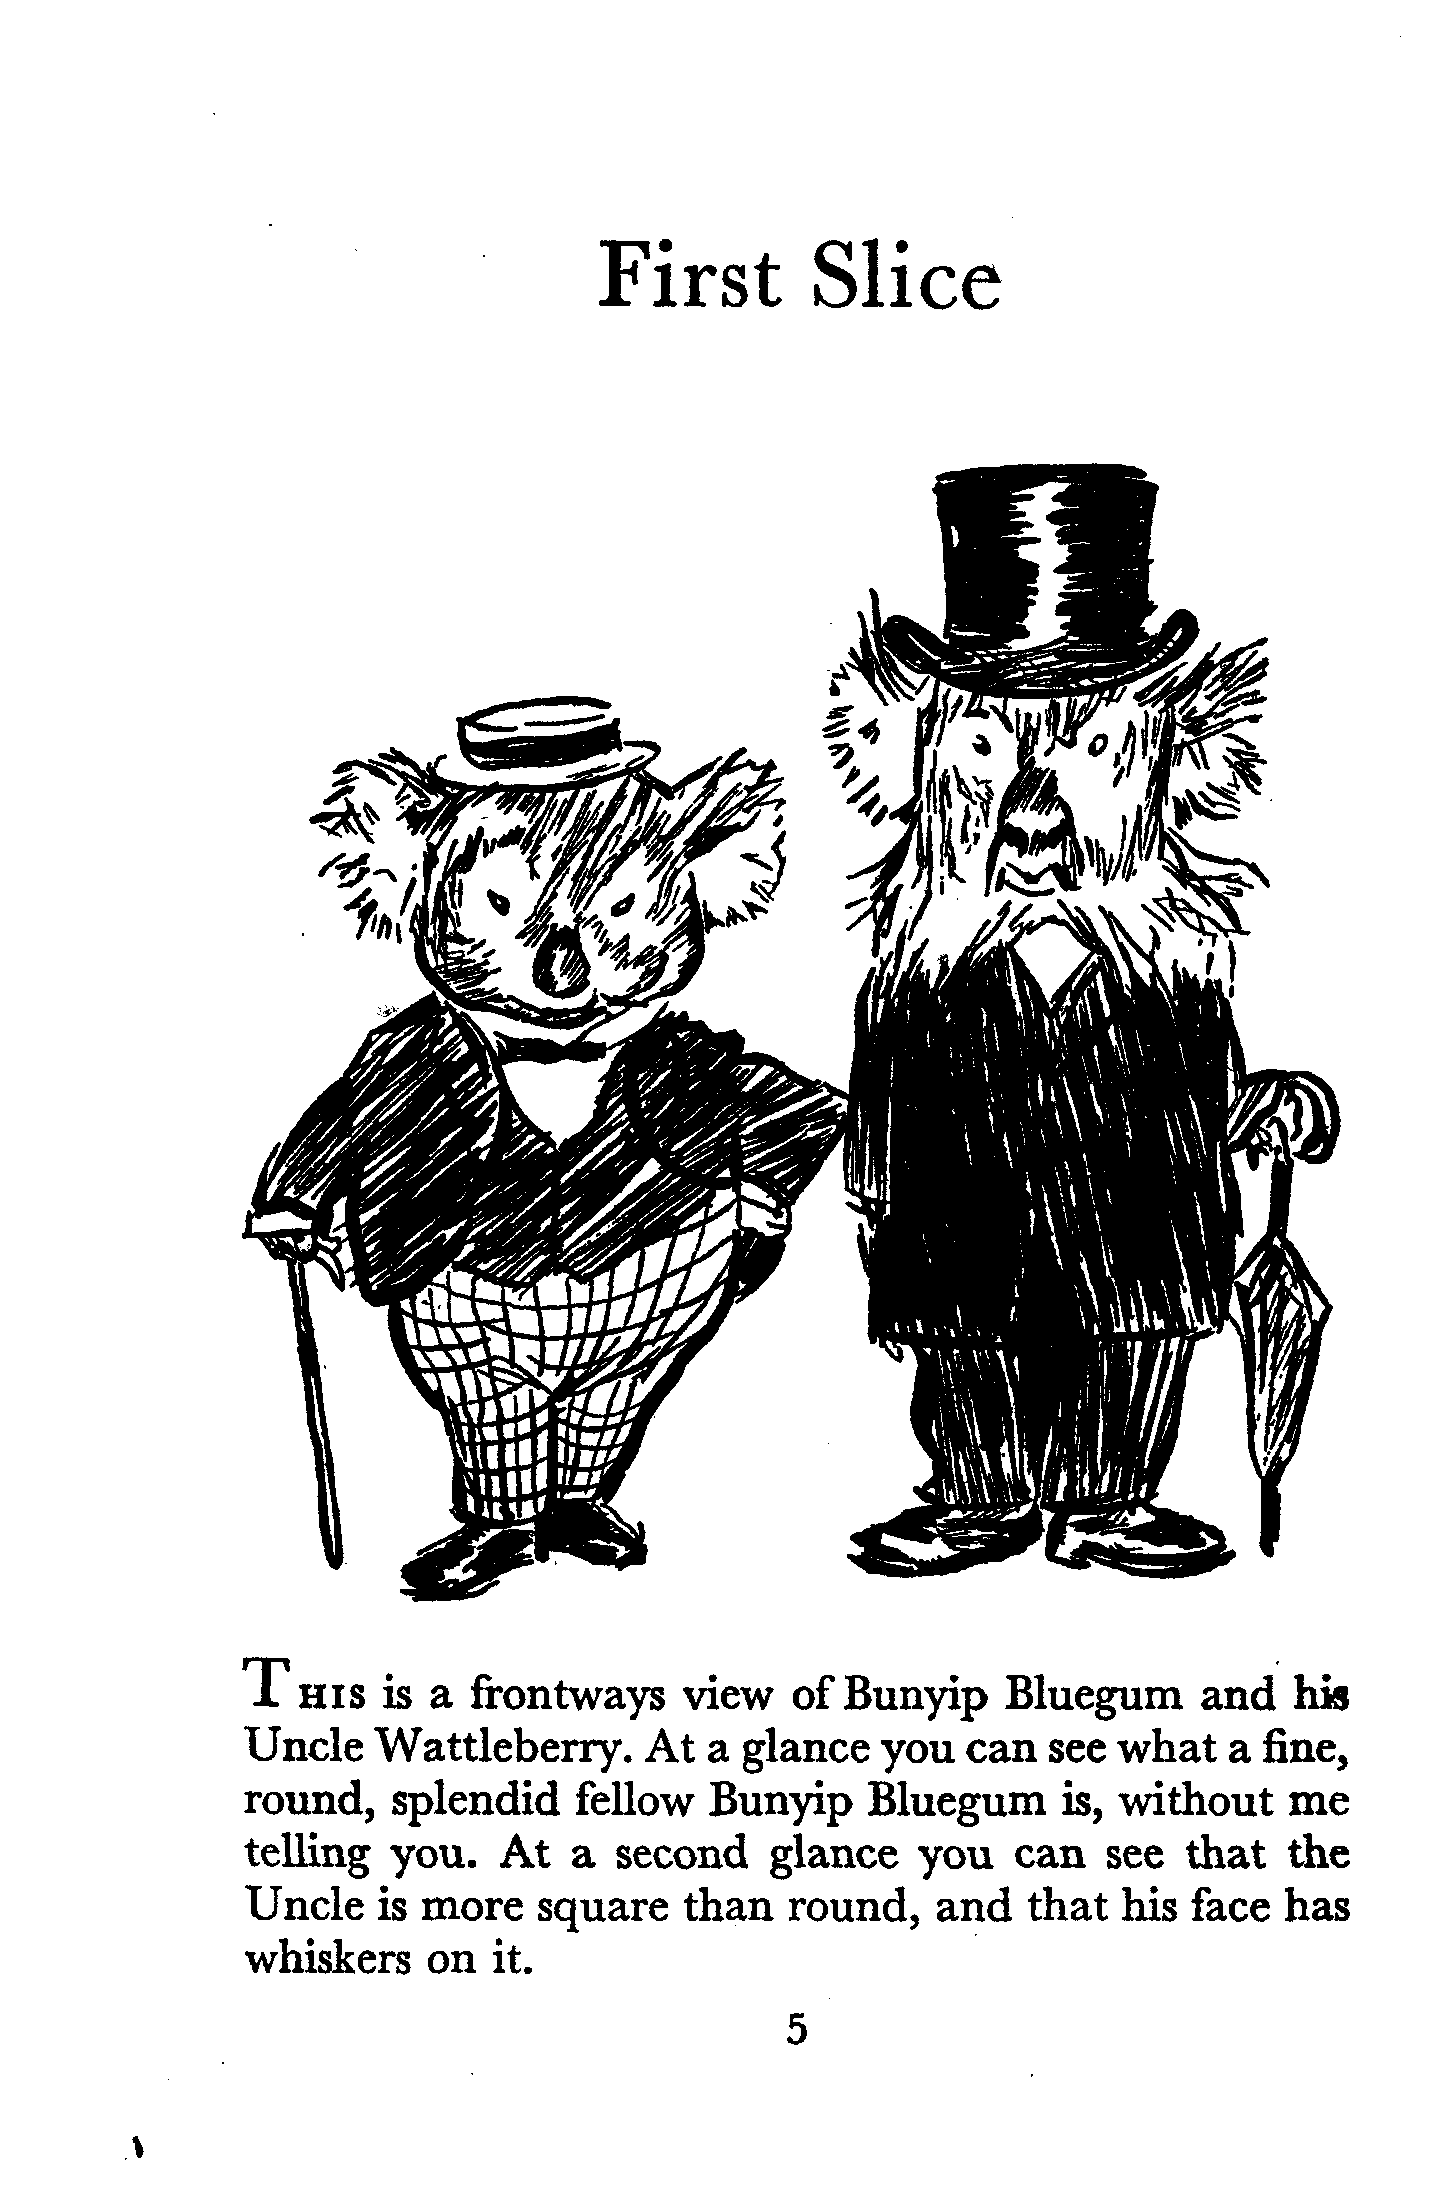 First Slice
THIS is a frontways view of Bunyip Bluegum and his
Uncle Wattleberry. At a glance you can see what a fine,
round, splendid fellow Bunyip Bluegum is, without me
telling you. At a second glance you can see that the
Uncle is more square than round, and that his face has
whiskers on it.
5